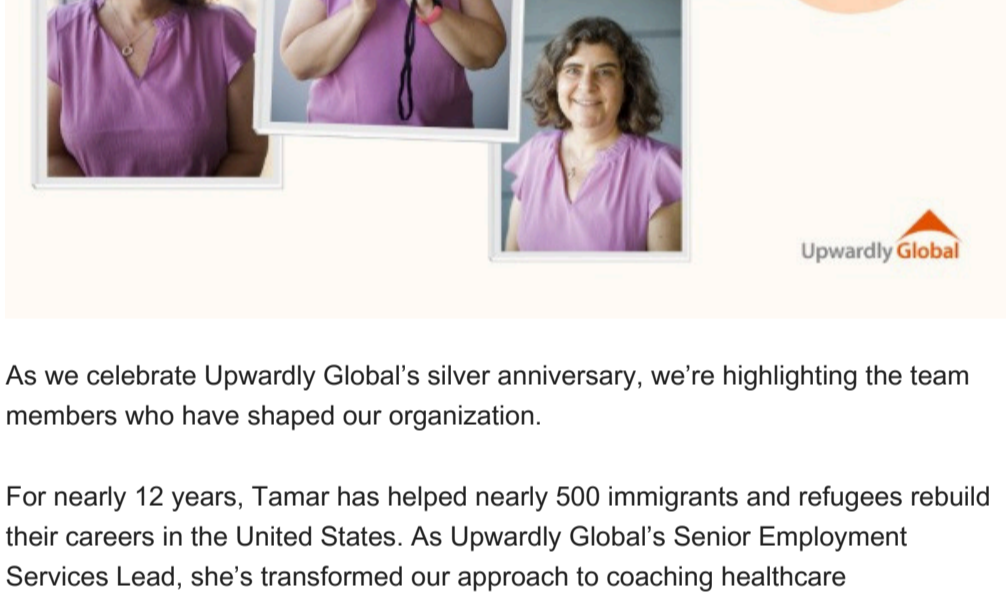 Upwardly Global
As we celebrate Upwardly Global’s silver anniversary, we’re highlighting the team
members who have shaped our organization.
For nearly 12 years, Tamar has helped nearly 500 immigrants and refugees rebuild
their careers in the United States. As Upwardly Global’s Senior Employment
Services Lead, she’s transformed our approach to coaching healthcare